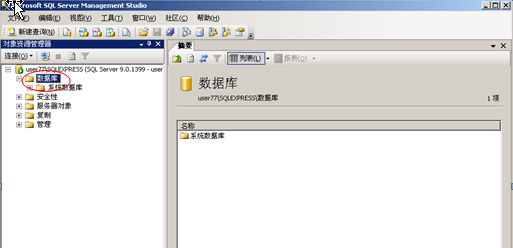 Microsoft SQL Server Management Studio
文件(F) 编辑(E) 视图(V) 工具(T) 窗口(W) 社区(C) 帮助(H)
新建查询(N)
对象资源管理器
摘要
连接(O)
列表(L) 报表(O)
user77\SQLEXPRESS (SQL Server 9.0.1399 - user
数据库
系统数据库
安全性
服务器对象
复制
管理
数据库
user77\SQLEXPRESS\数据库
1 项
名称
系统数据库